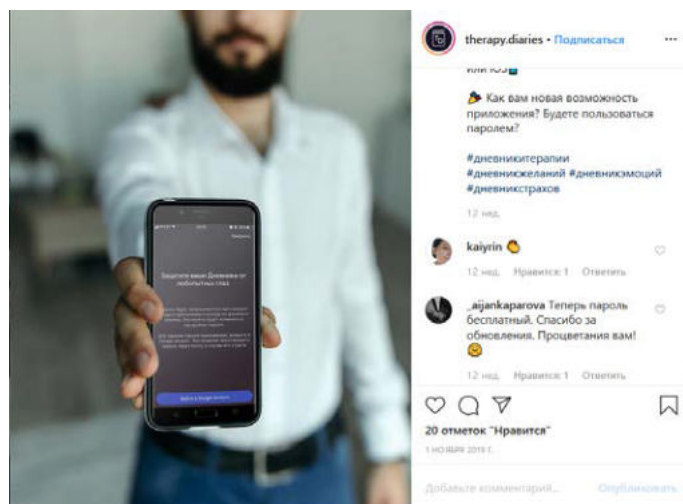 therapy.diaries • Подписаться
или iOS
Как вам новая возможность
приложения? Будете пользоваться
паролем?
#дневникитерапии
#дневникжеланий #дневникэмоций
#дневникстрахов
12 нед.
kaiyrin
12 нед. Нравится: 1 Ответить
_aijankaparova Теперь пароль
бесплатный. Спасибо за
обновления. Процветания вам!
12 нед. Нравится: 1 Ответить
20 отметок "Нравится"
1 НОЯБРЯ 2019 Г.
Добавьте комментарий...
Опубликовать
Защитите ваши Дневники от
любопытных глаз